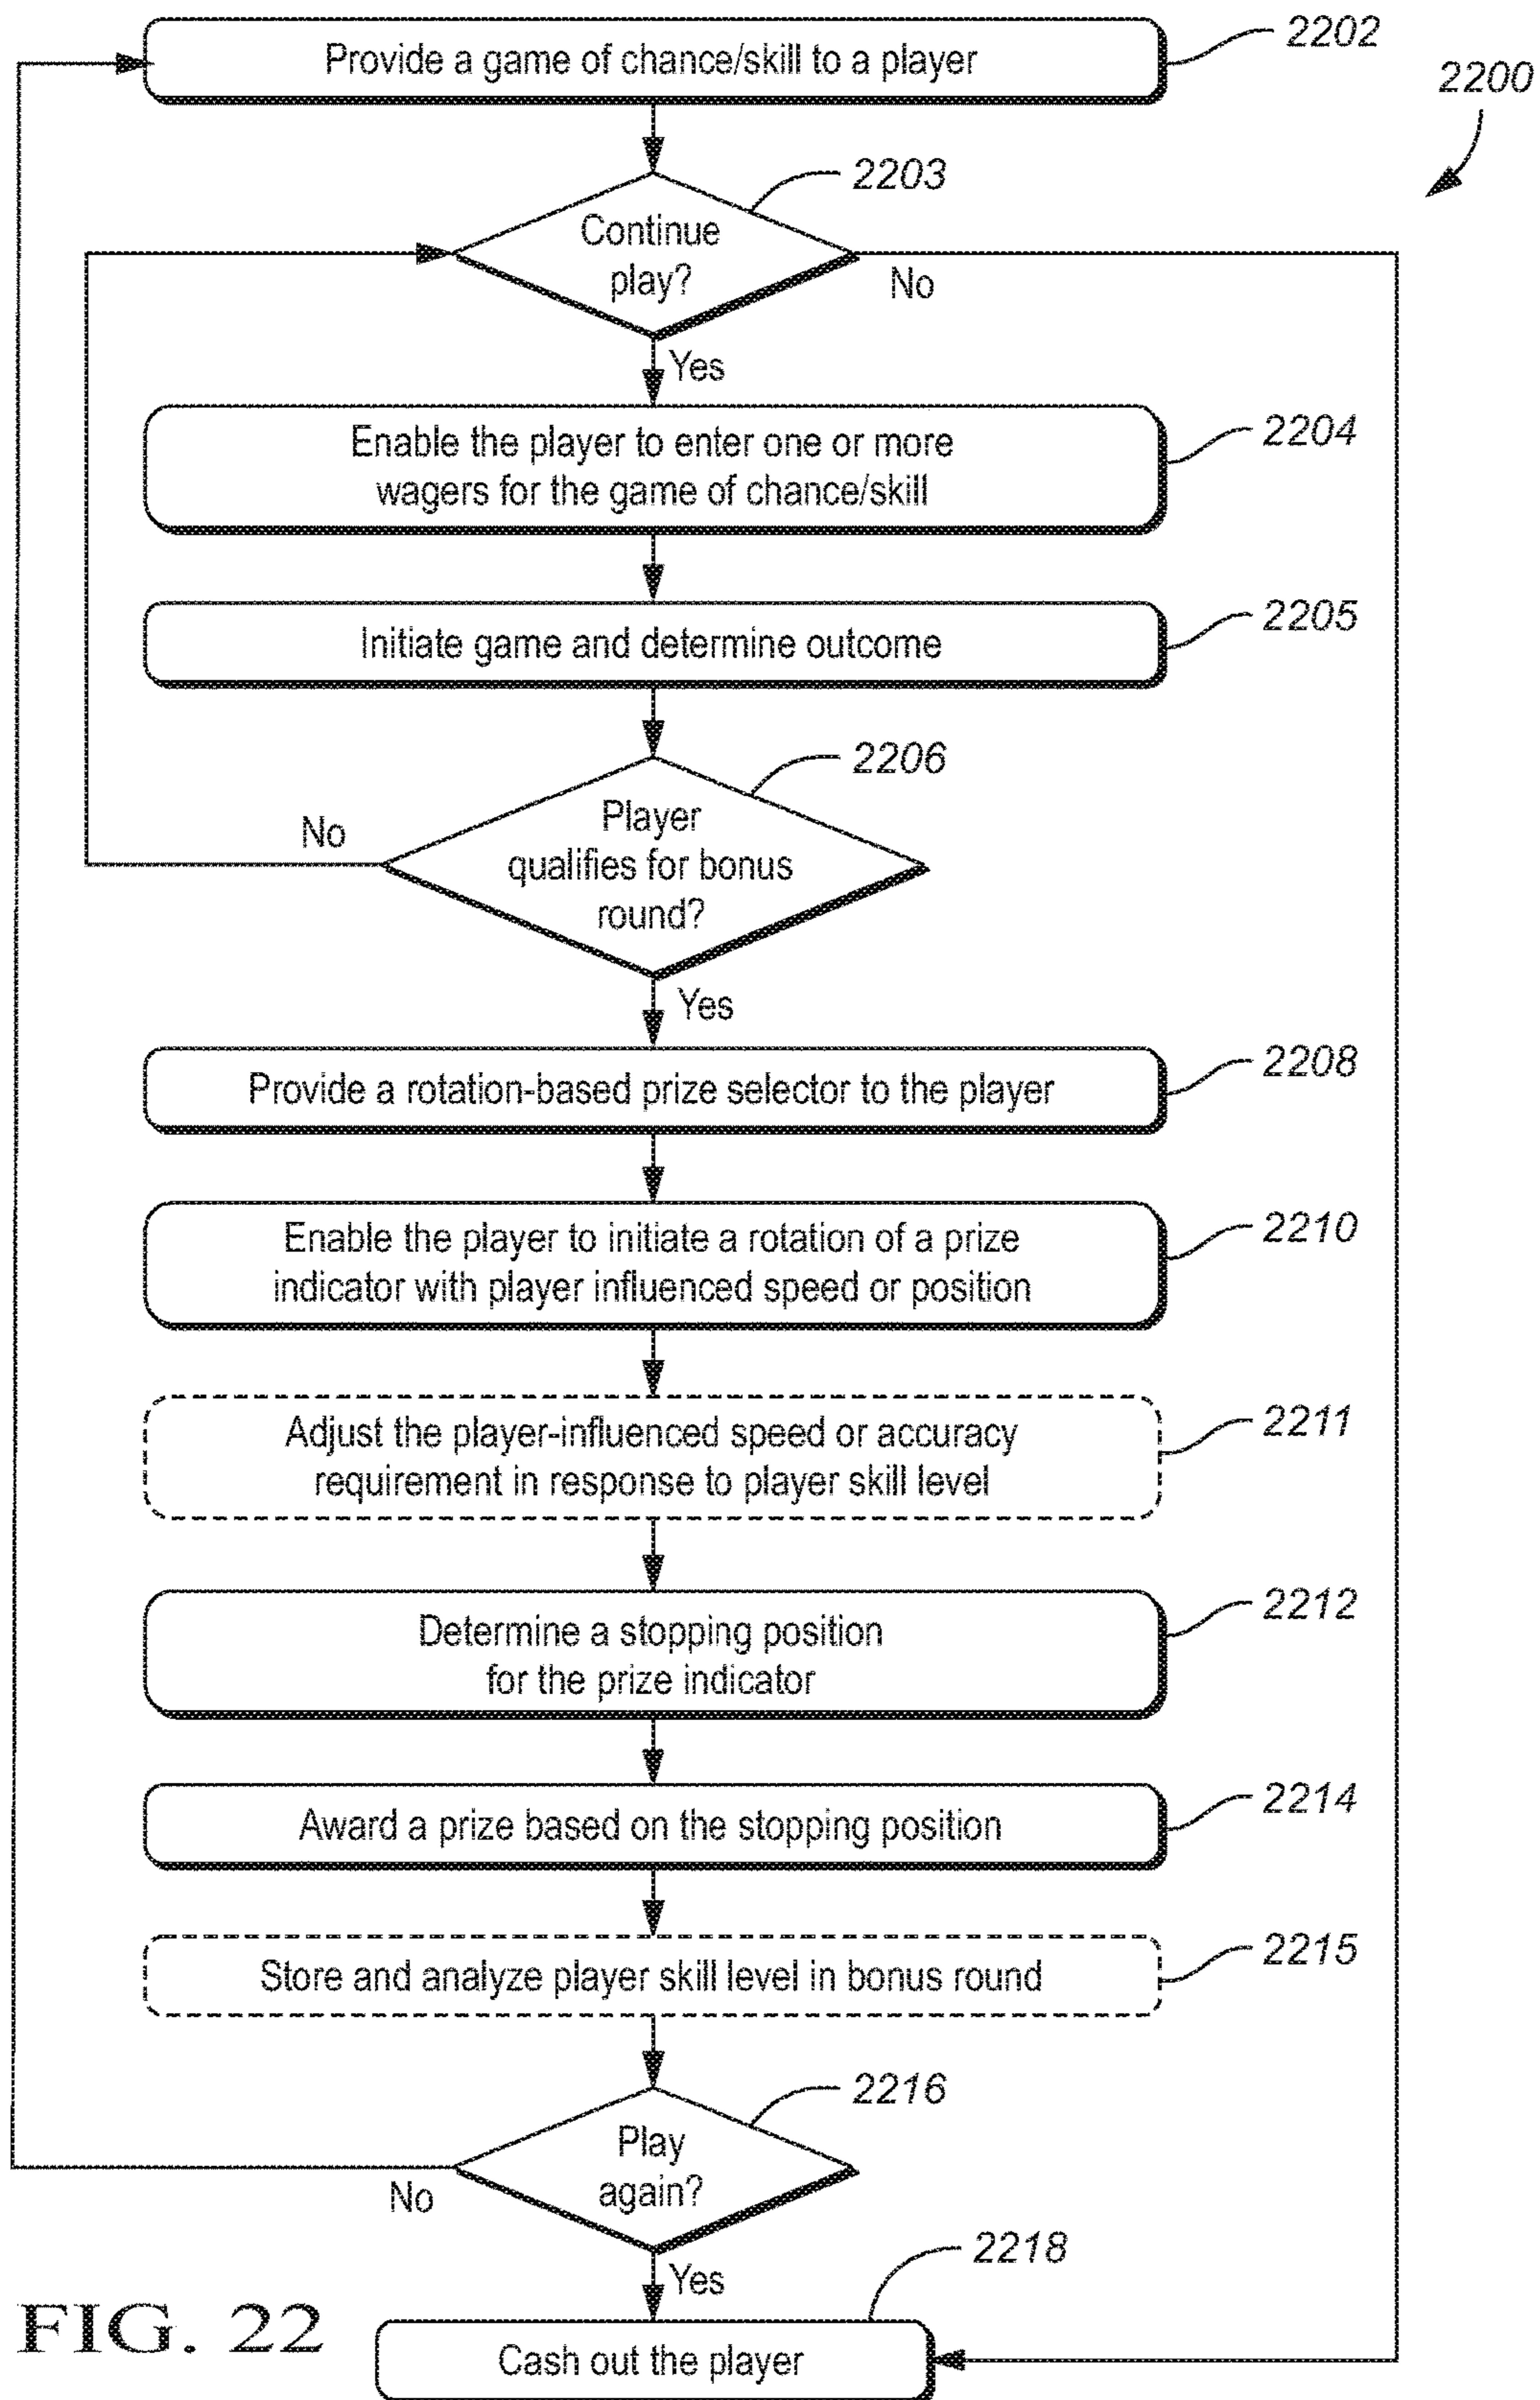 Provide a game of chance/skill to a player
2202
2200
2203
Continue
play?
No
Yes
Enable the player to enter one or more
wagers for the game of chance/skill
2204
Initiate game and determine outcome
2205
2206
Player
qualifies for bonus
round?
No
Yes
Provide a rotation-based prize selector to the player
2208
Enable the player to initiate a rotation of a prize
indicator with player influenced speed or position
2210
Adjust the player-influenced speed or accuracy
requirement in response to player skill level
2211
Determine a stopping position
for the prize indicator
2212
Award a prize based on the stopping position
2214
Store and analyze player skill level in bonus round
2215
2216
Play
again?
No
Yes
2218
Cash out the player
FIG. 22